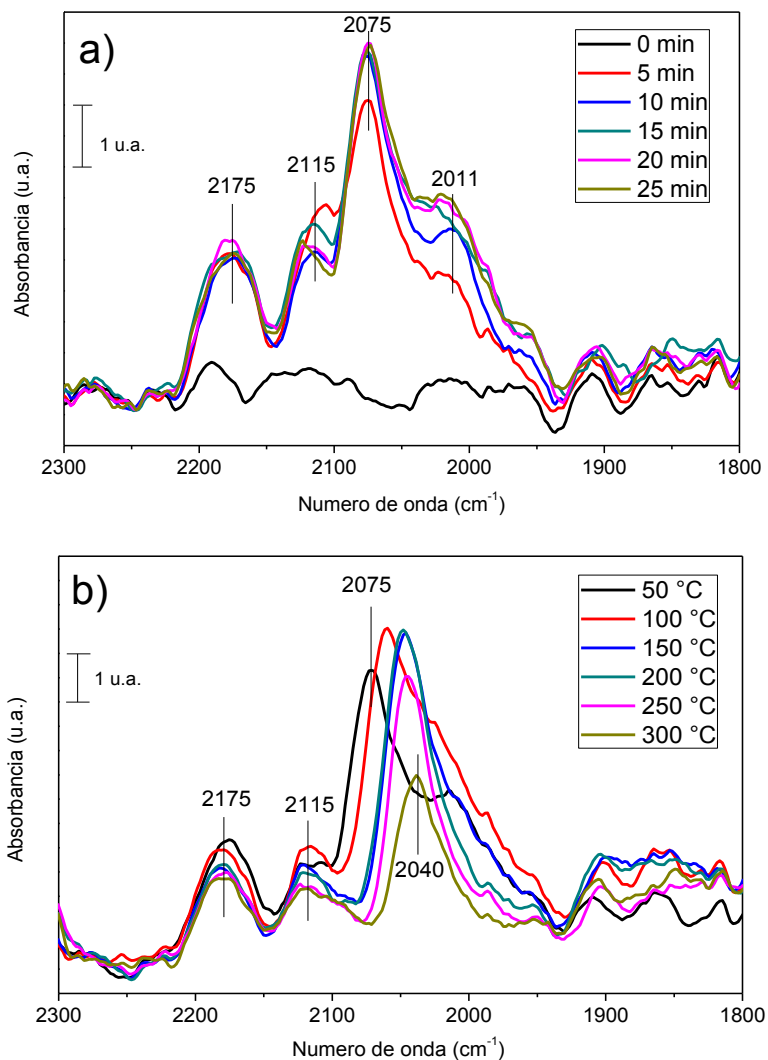 a)
2075
0 min
5 min
10 min
15 min
20 min
25 min
1 u.a.
2175
2115
2011
Absorbancia (u.a.)
2300
2200
2100
2000
1900
1800
Numero de onda (cm⁻¹)
b)
2075
50 °C
100 °C
150 °C
200 °C
250 °C
300 °C
1 u.a.
2175
2115
2040
Absorbancia (u.a.)
2300
2200
2100
2000
1900
1800
Numero de onda (cm⁻¹)